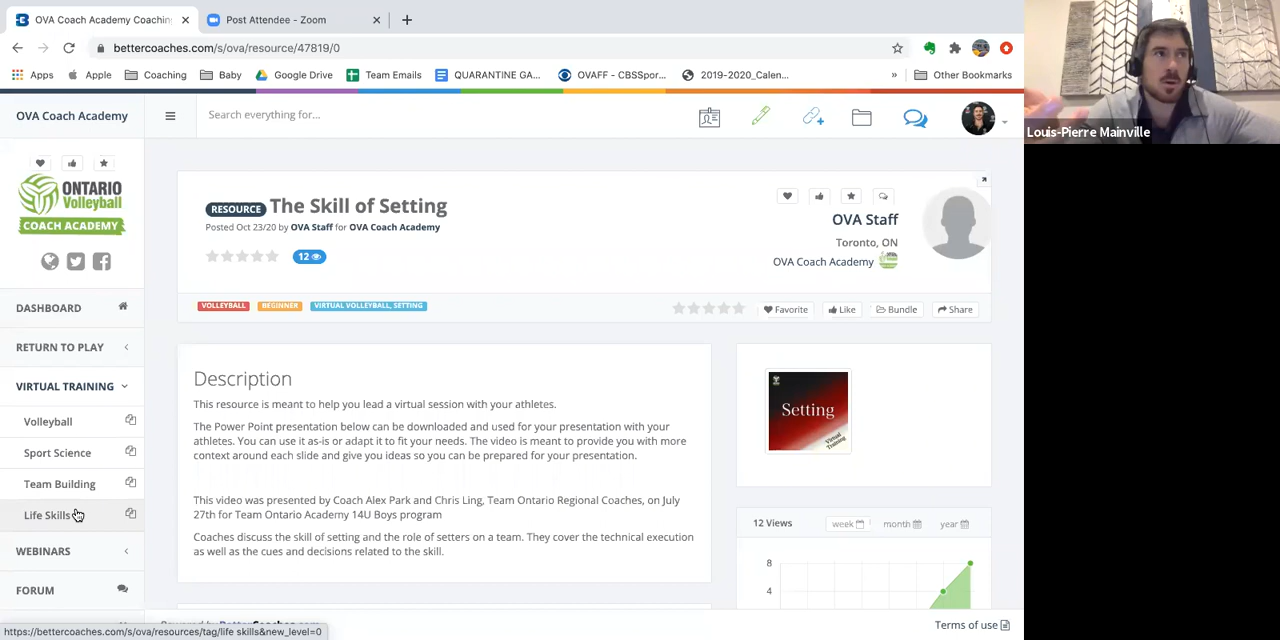 OVA Coach Academy Coaching
Post Attendee - Zoom
bettercoaches.com/s/ova/resource/47819/0
Apps
Apple
Coaching
Baby
Google Drive
Team Emails
QUARANTINE GA...
OVAFF - CBSSpor...
2019-2020_Calen...
»
Other Bookmarks
OVA Coach Academy
Search everything for...
Louis-Pierre Mainville
ONTARIO
Volleyball
COACH ACADEMY
DASHBOARD
RETURN TO PLAY
VIRTUAL TRAINING
Volleyball
Sport Science
Team Building
Life Skills
WEBINARS
FORUM
RESOURCE The Skill of Setting
Posted Oct 23/20 by OVA Staff for OVA Coach Academy
12
OVA Staff
Toronto, ON
OVA Coach Academy
VOLLEYBALL
BEGINNER
VIRTUAL VOLLEYBALL, SETTING
Favorite
Like
Bundle
Share
Description
This resource is meant to help you lead a virtual session with your athletes.
The Power Point presentation below can be downloaded and used for your presentation with your
athletes. You can use it as-is or adapt it to fit your needs. The video is meant to provide you with more
context around each slide and give you ideas so you can be prepared for your presentation.
This video was presented by Coach Alex Park and Chris Ling, Team Ontario Regional Coaches, on July
27th for Team Ontario Academy 14U Boys program
Coaches discuss the skill of setting and the role of setters on a team. They cover the technical execution
as well as the cues and decisions related to the skill.
Setting
Virtual
Training
12 Views
week
month
year
8
4
https://bettercoaches.com/s/ova/resources/tag/life skills&new_level=0
Terms of use